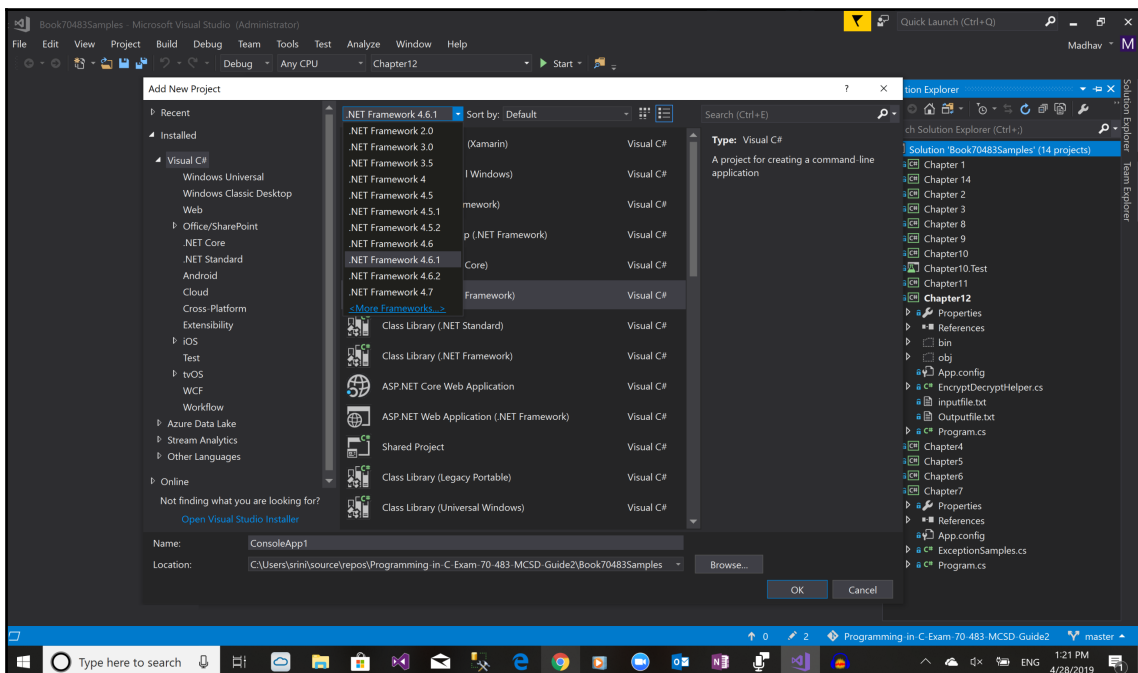 Book70483Samples - Microsoft Visual Studio (Administrator)
Quick Launch (Ctrl+Q)
File Edit View Project Build Debug Team Tools Test Analyze Window Help
Madhav M
Debug Any CPU Chapter12 Start
Add New Project ? ×
Recent
Installed
Visual C#
Windows Universal
Windows Classic Desktop
Web
Office/SharePoint
.NET Core
.NET Standard
Android
Cloud
Cross-Platform
Extensibility
iOS
Test
tvOS
WCF
Workflow
Azure Data Lake
Stream Analytics
Other Languages
Online
Not finding what you are looking for?
Open Visual Studio Installer
.NET Framework 4.6.1 Sort by: Default
.NET Framework 2.0
.NET Framework 3.0
.NET Framework 3.5
.NET Framework 4
.NET Framework 4.5
.NET Framework 4.5.1
.NET Framework 4.5.2
.NET Framework 4.6
.NET Framework 4.6.1
.NET Framework 4.6.2
.NET Framework 4.7
<More Frameworks...>
(Xamarin) Visual C#
l Windows) Visual C#
mework) Visual C#
p (.NET Framework) Visual C#
Core) Visual C#
Framework) Visual C#
Class Library (.NET Standard) Visual C#
Class Library (.NET Framework) Visual C#
ASP.NET Core Web Application Visual C#
ASP.NET Web Application (.NET Framework) Visual C#
Shared Project Visual C#
Class Library (Legacy Portable) Visual C#
Class Library (Universal Windows) Visual C#
Search (Ctrl+E)
Type: Visual C#
A project for creating a command-line
application
Name: ConsoleApp1
Location: C:\Users\srini\source\repos\Programming-in-C-Exam-70-483-MCSD-Guide2\Book70483Samples
Browse...
OK Cancel
tion Explorer
ch Solution Explorer (Ctrl+;)
Solution 'Book70483Samples' (14 projects)
Chapter 1
Chapter 14
Chapter 2
Chapter 3
Chapter 8
Chapter 9
Chapter10
Chapter10.Test
Chapter11
Chapter12
Properties
References
bin
obj
App.config
EncryptDecryptHelper.cs
inputfile.txt
Outputfile.txt
Program.cs
Chapter4
Chapter5
Chapter6
Chapter7
Properties
References
App.config
ExceptionSamples.cs
Program.cs
Solution Explorer
Team Explorer
0 2 Programming-in-C-Exam-70-483-MCSD-Guide2 master
Type here to search
ENG
1:21 PM
4/28/2019